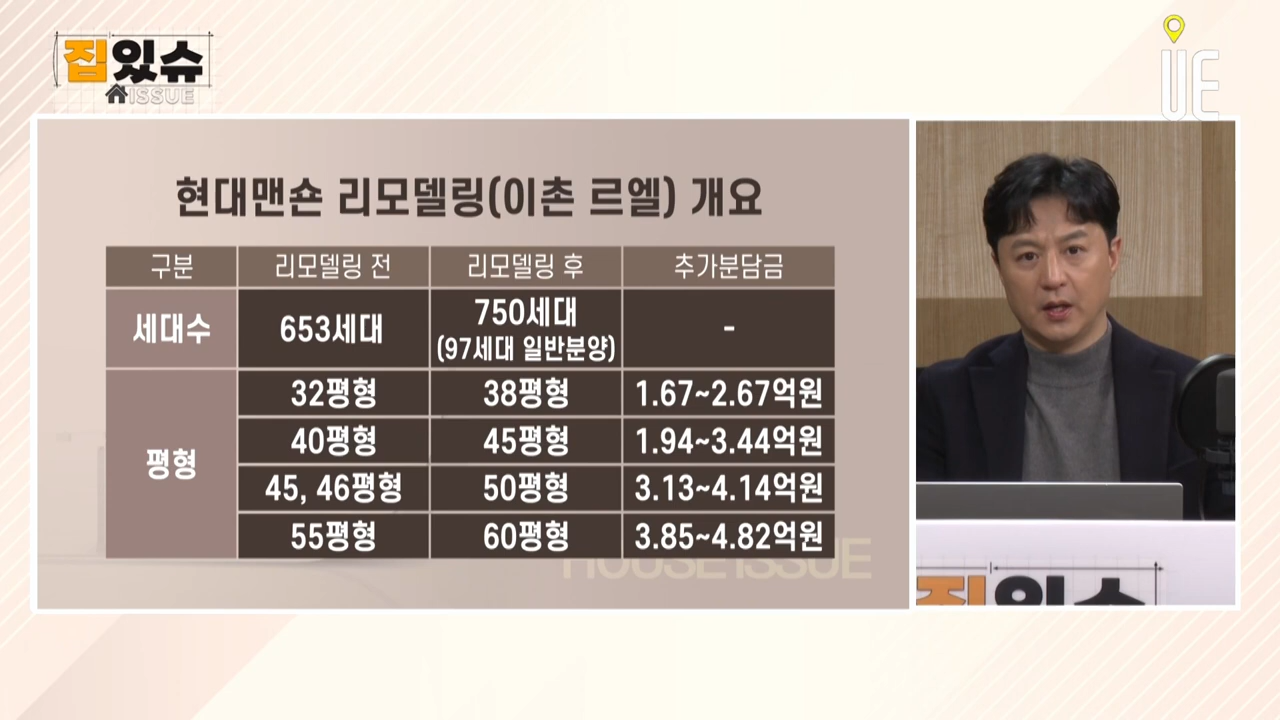 집있슈
ISSUE
UE
현대맨숀 리모델링(이촌 르엘) 개요
구분 리모델링 전 리모델링 후 추가분담금
세대수 653세대 750세대 (97세대 일반분양) -
평형 32평형 38평형 1.67~2.67억원
40평형 45평형 1.94~3.44억원
45, 46평형 50평형 3.13~4.14억원
55평형 60평형 3.85~4.82억원
HOUSE ISSUE
집있슈